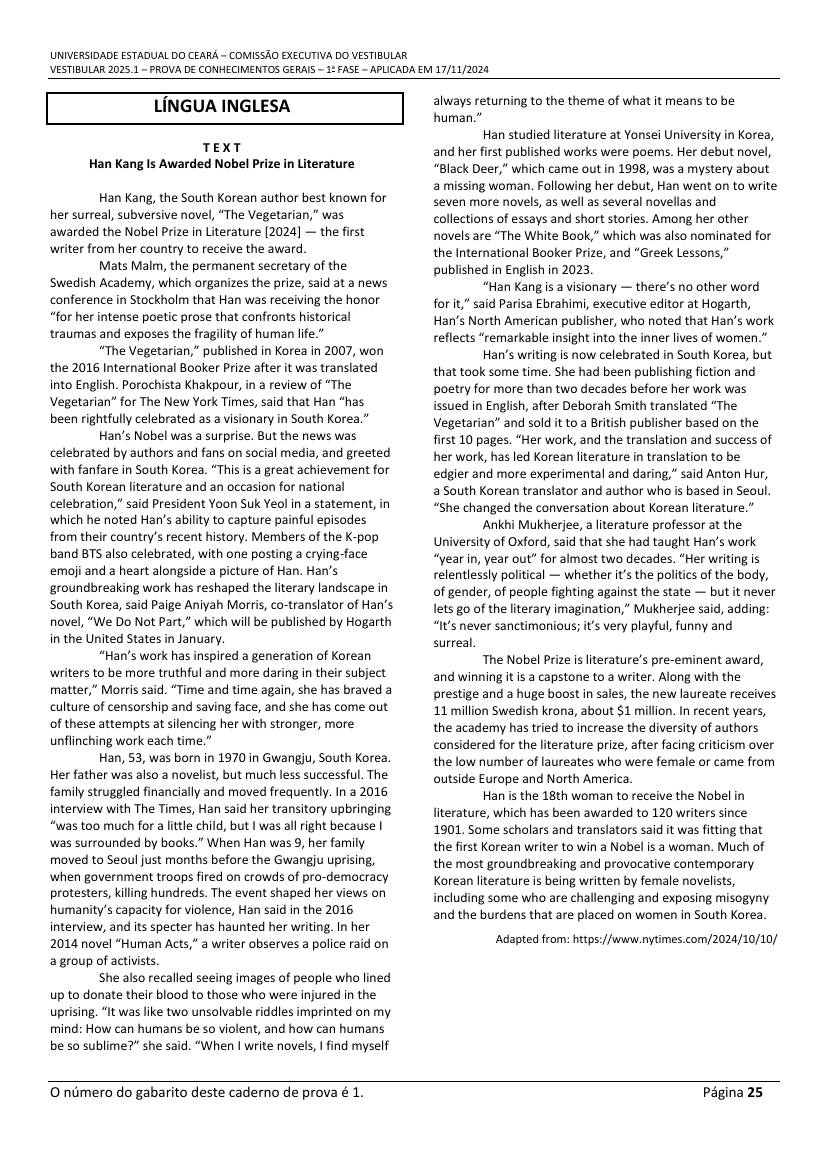 UNIVERSIDADE ESTADUAL DO CEARÁ – COMISSÃO EXECUTIVA DO VESTIBULAR
VESTIBULAR 2025.1 – PROVA DE CONHECIMENTOS GERAIS – 1ª FASE – APLICADA EM 17/11/2024
LÍNGUA INGLESA
T E X T
Han Kang Is Awarded Nobel Prize in Literature
Han Kang, the South Korean author best known for
her surreal, subversive novel, “The Vegetarian,” was
awarded the Nobel Prize in Literature [2024] — the first
writer from her country to receive the award.
Mats Malm, the permanent secretary of the
Swedish Academy, which organizes the prize, said at a news
conference in Stockholm that Han was receiving the honor
“for her intense poetic prose that confronts historical
traumas and exposes the fragility of human life.”
“The Vegetarian,” published in Korea in 2007, won
the 2016 International Booker Prize after it was translated
into English. Porochista Khakpour, in a review of “The
Vegetarian” for The New York Times, said that Han “has
been rightfully celebrated as a visionary in South Korea.”
Han’s Nobel was a surprise. But the news was
celebrated by authors and fans on social media, and greeted
with fanfare in South Korea. “This is a great achievement for
South Korean literature and an occasion for national
celebration,” said President Yoon Suk Yeol in a statement, in
which he noted Han’s ability to capture painful episodes
from their country’s recent history. Members of the K-pop
band BTS also celebrated, with one posting a crying-face
emoji and a heart alongside a picture of Han. Han’s
groundbreaking work has reshaped the literary landscape in
South Korea, said Paige Aniyah Morris, co-translator of Han’s
novel, “We Do Not Part,” which will be published by Hogarth
in the United States in January.
“Han’s work has inspired a generation of Korean
writers to be more truthful and more daring in their subject
matter,” Morris said. “Time and time again, she has braved a
culture of censorship and saving face, and she has come out
of these attempts at silencing her with stronger, more
unflinching work each time.”
Han, 53, was born in 1970 in Gwangju, South Korea.
Her father was also a novelist, but much less successful. The
family struggled financially and moved frequently. In a 2016
interview with The Times, Han said her transitory upbringing
“was too much for a little child, but I was all right because I
was surrounded by books.” When Han was 9, her family
moved to Seoul just months before the Gwangju uprising,
when government troops fired on crowds of pro-democracy
protesters, killing hundreds. The event shaped her views on
humanity’s capacity for violence, Han said in the 2016
interview, and its specter has haunted her writing. In her
2014 novel “Human Acts,” a writer observes a police raid on
a group of activists.
She also recalled seeing images of people who lined
up to donate their blood to those who were injured in the
uprising. “It was like two unsolvable riddles imprinted on my
mind: How can humans be so violent, and how can humans
be so sublime?” she said. “When I write novels, I find myself
always returning to the theme of what it means to be
human.”
Han studied literature at Yonsei University in Korea,
and her first published works were poems. Her debut novel,
“Black Deer,” which came out in 1998, was a mystery about
a missing woman. Following her debut, Han went on to write
seven more novels, as well as several novellas and
collections of essays and short stories. Among her other
novels are “The White Book,” which was also nominated for
the International Booker Prize, and “Greek Lessons,”
published in English in 2023.
“Han Kang is a visionary — there’s no other word
for it,” said Parisa Ebrahimi, executive editor at Hogarth,
Han’s North American publisher, who noted that Han’s work
reflects “remarkable insight into the inner lives of women.”
Han’s writing is now celebrated in South Korea, but
that took some time. She had been publishing fiction and
poetry for more than two decades before her work was
issued in English, after Deborah Smith translated “The
Vegetarian” and sold it to a British publisher based on the
first 10 pages. “Her work, and the translation and success of
her work, has led Korean literature in translation to be
edgier and more experimental and daring,” said Anton Hur,
a South Korean translator and author who is based in Seoul.
“She changed the conversation about Korean literature.”
Ankhi Mukherjee, a literature professor at the
University of Oxford, said that she had taught Han’s work
“year in, year out” for almost two decades. “Her writing is
relentlessly political — whether it’s the politics of the body,
of gender, of people fighting against the state — but it never
lets go of the literary imagination,” Mukherjee said, adding:
“It’s never sanctimonious; it’s very playful, funny and
surreal.
The Nobel Prize is literature’s pre-eminent award,
and winning it is a capstone to a writer. Along with the
prestige and a huge boost in sales, the new laureate receives
11 million Swedish krona, about $1 million. In recent years,
the academy has tried to increase the diversity of authors
considered for the literature prize, after facing criticism over
the low number of laureates who were female or came from
outside Europe and North America.
Han is the 18th woman to receive the Nobel in
literature, which has been awarded to 120 writers since
1901. Some scholars and translators said it was fitting that
the first Korean writer to win a Nobel is a woman. Much of
the most groundbreaking and provocative contemporary
Korean literature is being written by female novelists,
including some who are challenging and exposing misogyny
and the burdens that are placed on women in South Korea.
Adapted from: https://www.nytimes.com/2024/10/10/
O número do gabarito deste caderno de prova é 1.
Página 25